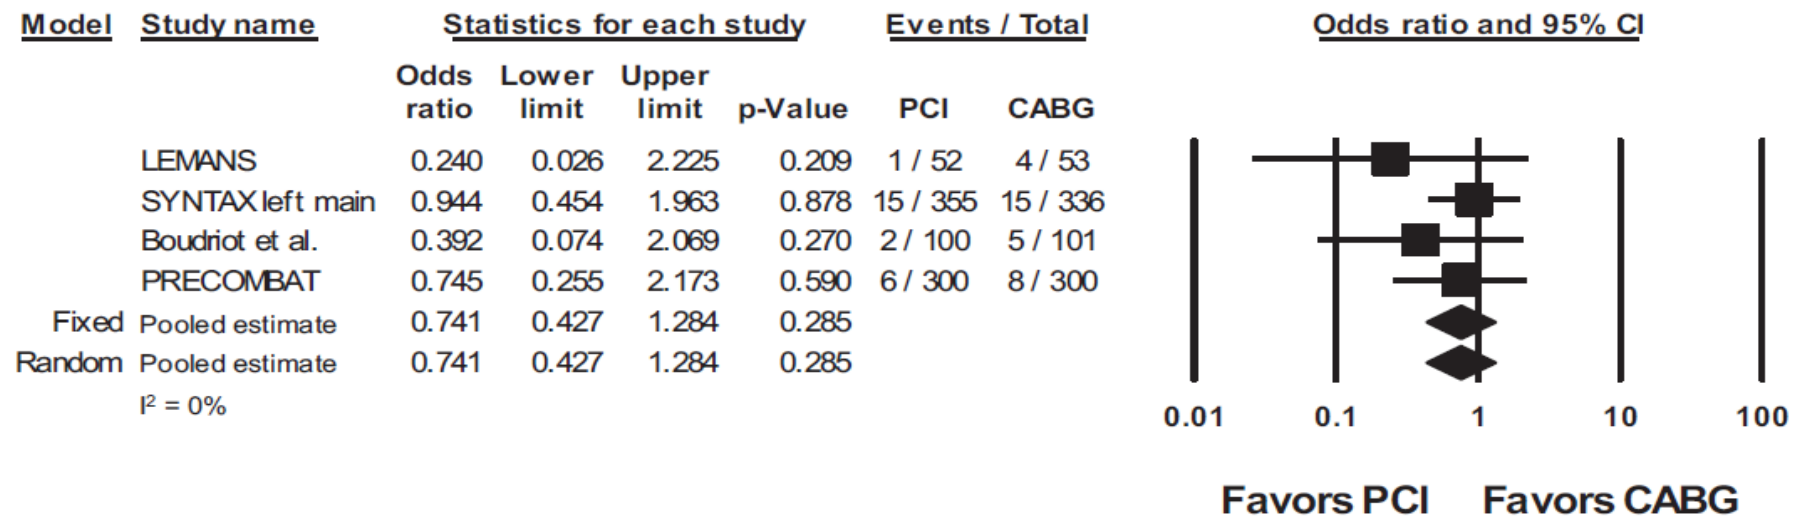 Model Study name Statistics for each study Events / Total Odds ratio and 95% CI
Odds ratio Lower limit Upper limit p-Value PCI CABG
LEMANS 0.240 0.026 2.225 0.209 1 / 52 4 / 53
SYNTAX left main 0.944 0.454 1.963 0.878 15 / 355 15 / 336
Boudriot et al. 0.392 0.074 2.069 0.270 2 / 100 5 / 101
PRECOMBAT 0.745 0.255 2.173 0.590 6 / 300 8 / 300
Fixed Pooled estimate 0.741 0.427 1.284 0.285
Random Pooled estimate 0.741 0.427 1.284 0.285
I² = 0%
0.01 0.1 1 10 100
Favors PCI Favors CABG